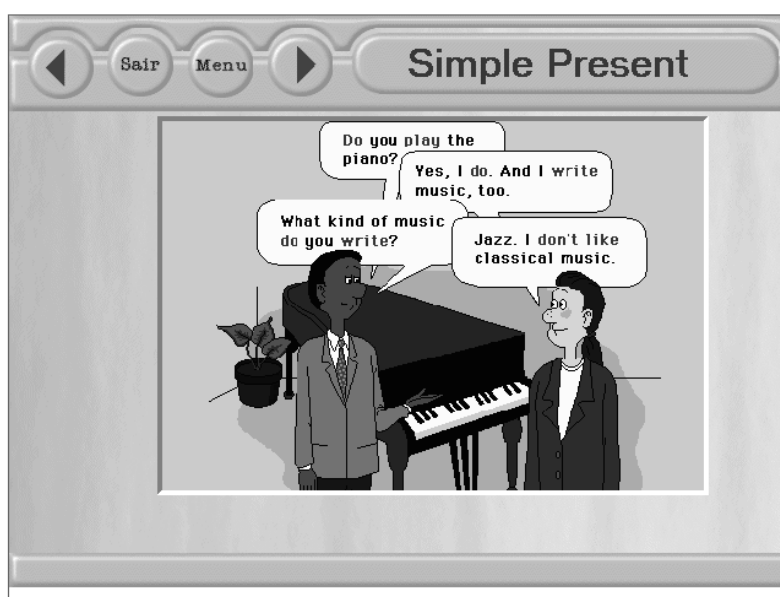 Sair
Menu
Simple Present
Do you play the
piano?
Yes, I do. And I write
music, too.
What kind of music
do you write?
Jazz. I don't like
classical music.